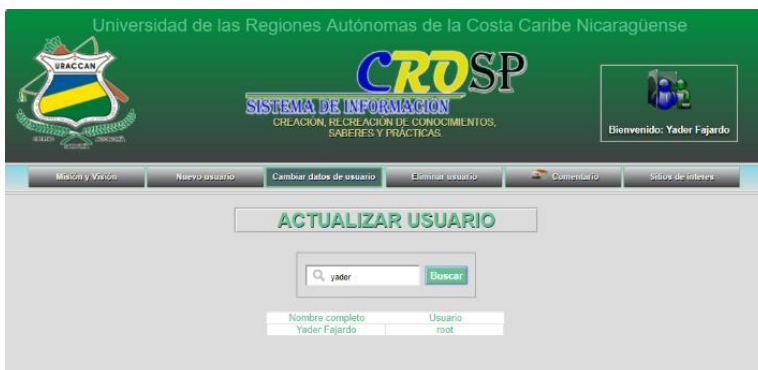 Universidad de las Regiones Autónomas de la Costa Caribe Nicaragüense
URACCAN
CROSP
SISTEMA DE INFORMACIÓN
CREACIÓN, RECREACIÓN DE CONOCIMIENTOS,
SABERES Y PRÁCTICAS.
Bienvenido: Yader Fajardo
Misión y Visión Nuevo usuario Cambiar datos de usuario Eliminar usuario Comentario Sitios de interes
ACTUALIZAR USUARIO
yader Buscar
Nombre completo Usuario
Yader Fajardo root